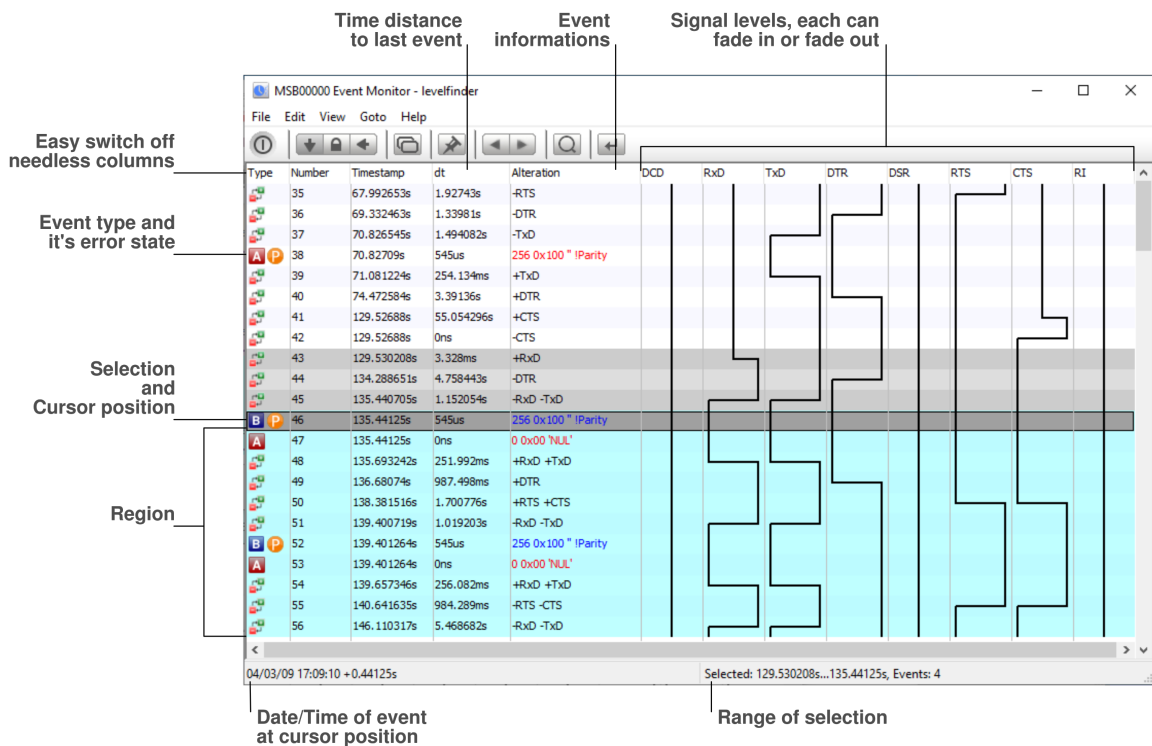 Time distance
to last event
Event
informations
Signal levels, each can
fade in or fade out
MSB00000 Event Monitor - levelfinder
File Edit View Goto Help
Easy switch off
needless columns
Type Number Timestamp dt Alteration DCD RxD TxD DTR DSR RTS CTS RI
35 67.992653s 1.92743s -RTS
36 69.332463s 1.33981s -DTR
Event type and
it's error state
37 70.826545s 1.494082s -TxD
A P 38 70.82709s 545us 256 0x100 '' !Parity
39 71.081224s 254.134ms +TxD
40 74.472584s 3.39136s +DTR
41 129.52688s 55.054296s +CTS
42 129.52688s 0ns -CTS
43 129.530208s 3.328ms +RxD
Selection
and
Cursor position
44 134.288651s 4.758443s -DTR
45 135.440705s 1.152054s -RxD -TxD
B P 46 135.44125s 545us 256 0x100 '' !Parity
A 47 135.44125s 0ns 0 0x00 'NUL'
48 135.693242s 251.992ms +RxD +TxD
49 136.68074s 987.498ms +DTR
Region
50 138.381516s 1.700776s +RTS +CTS
51 139.400719s 1.019203s -RxD -TxD
B P 52 139.401264s 545us 256 0x100 '' !Parity
A 53 139.401264s 0ns 0 0x00 'NUL'
54 139.657346s 256.082ms +RxD +TxD
55 140.641635s 984.289ms -RTS -CTS
56 146.110317s 5.468682s -RxD -TxD
04/03/09 17:09:10 +0.44125s
Selected: 129.530208s...135.44125s, Events: 4
Date/Time of event
at cursor position
Range of selection